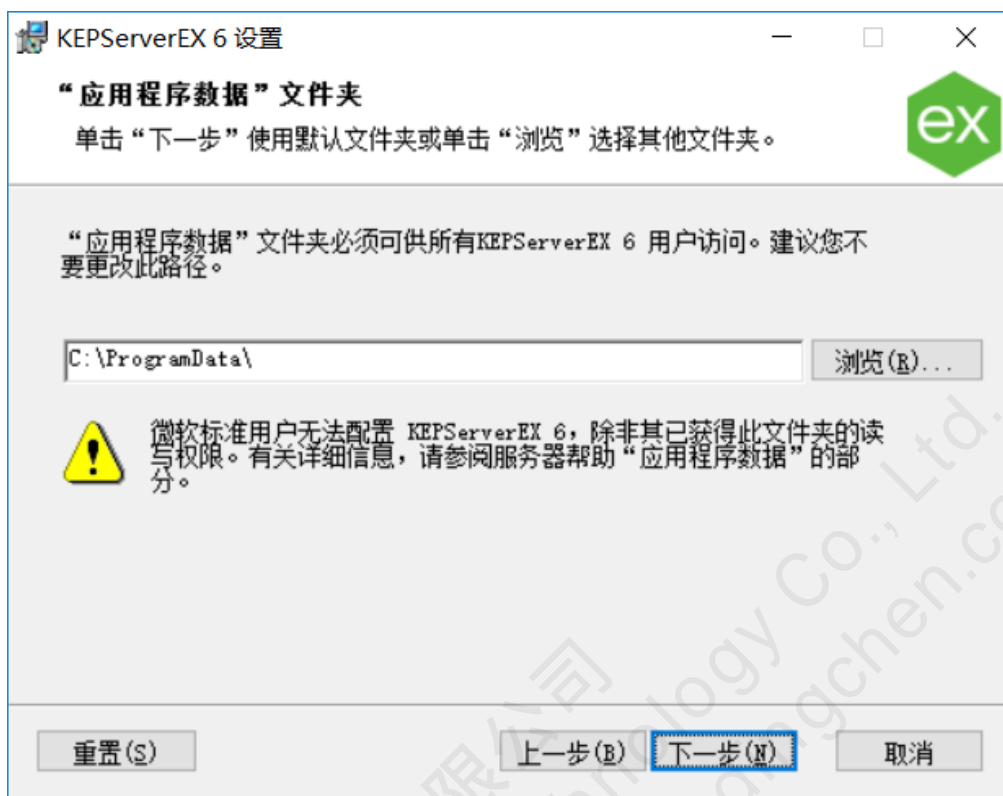 KEPServerEX 6 设置
“应用程序数据”文件夹
单击“下一步”使用默认文件夹或单击“浏览”选择其他文件夹。
ex
“应用程序数据”文件夹必须可供所有KEPServerEX 6 用户访问。建议您不
要更改此路径。
C:\ProgramData\
浏览(R)...
微软标准用户无法配置 KEPServerEX 6，除非其已获得此文件夹的读
写权限。有关详细信息，请参阅服务器帮助“应用程序数据”的部
分。
重置(S)
上一步(B)
下一步(N)
取消
限公司
Co., Ltd.